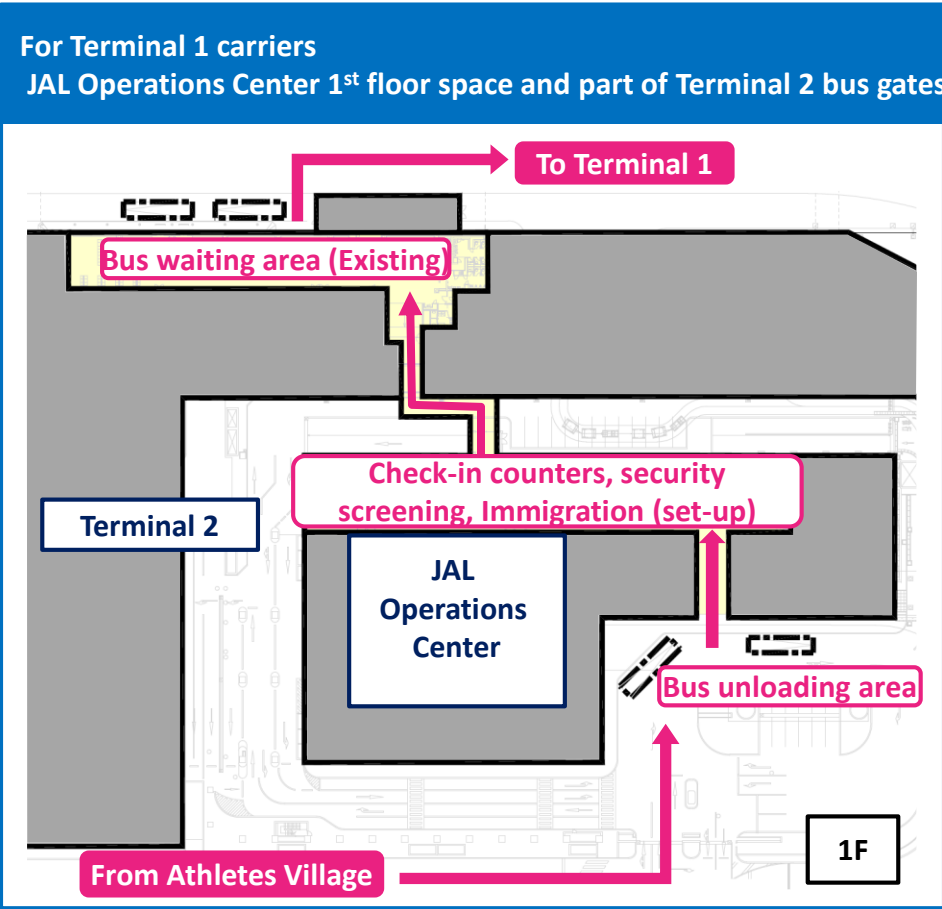 For Terminal 1 carriers
JAL Operations Center 1st floor space and part of Terminal 2 bus gates
To Terminal 1
Bus waiting area (Existing)
Check-in counters, security
screening, Immigration (set-up)
Terminal 2
JAL
Operations
Center
Bus unloading area
1F
From Athletes Village